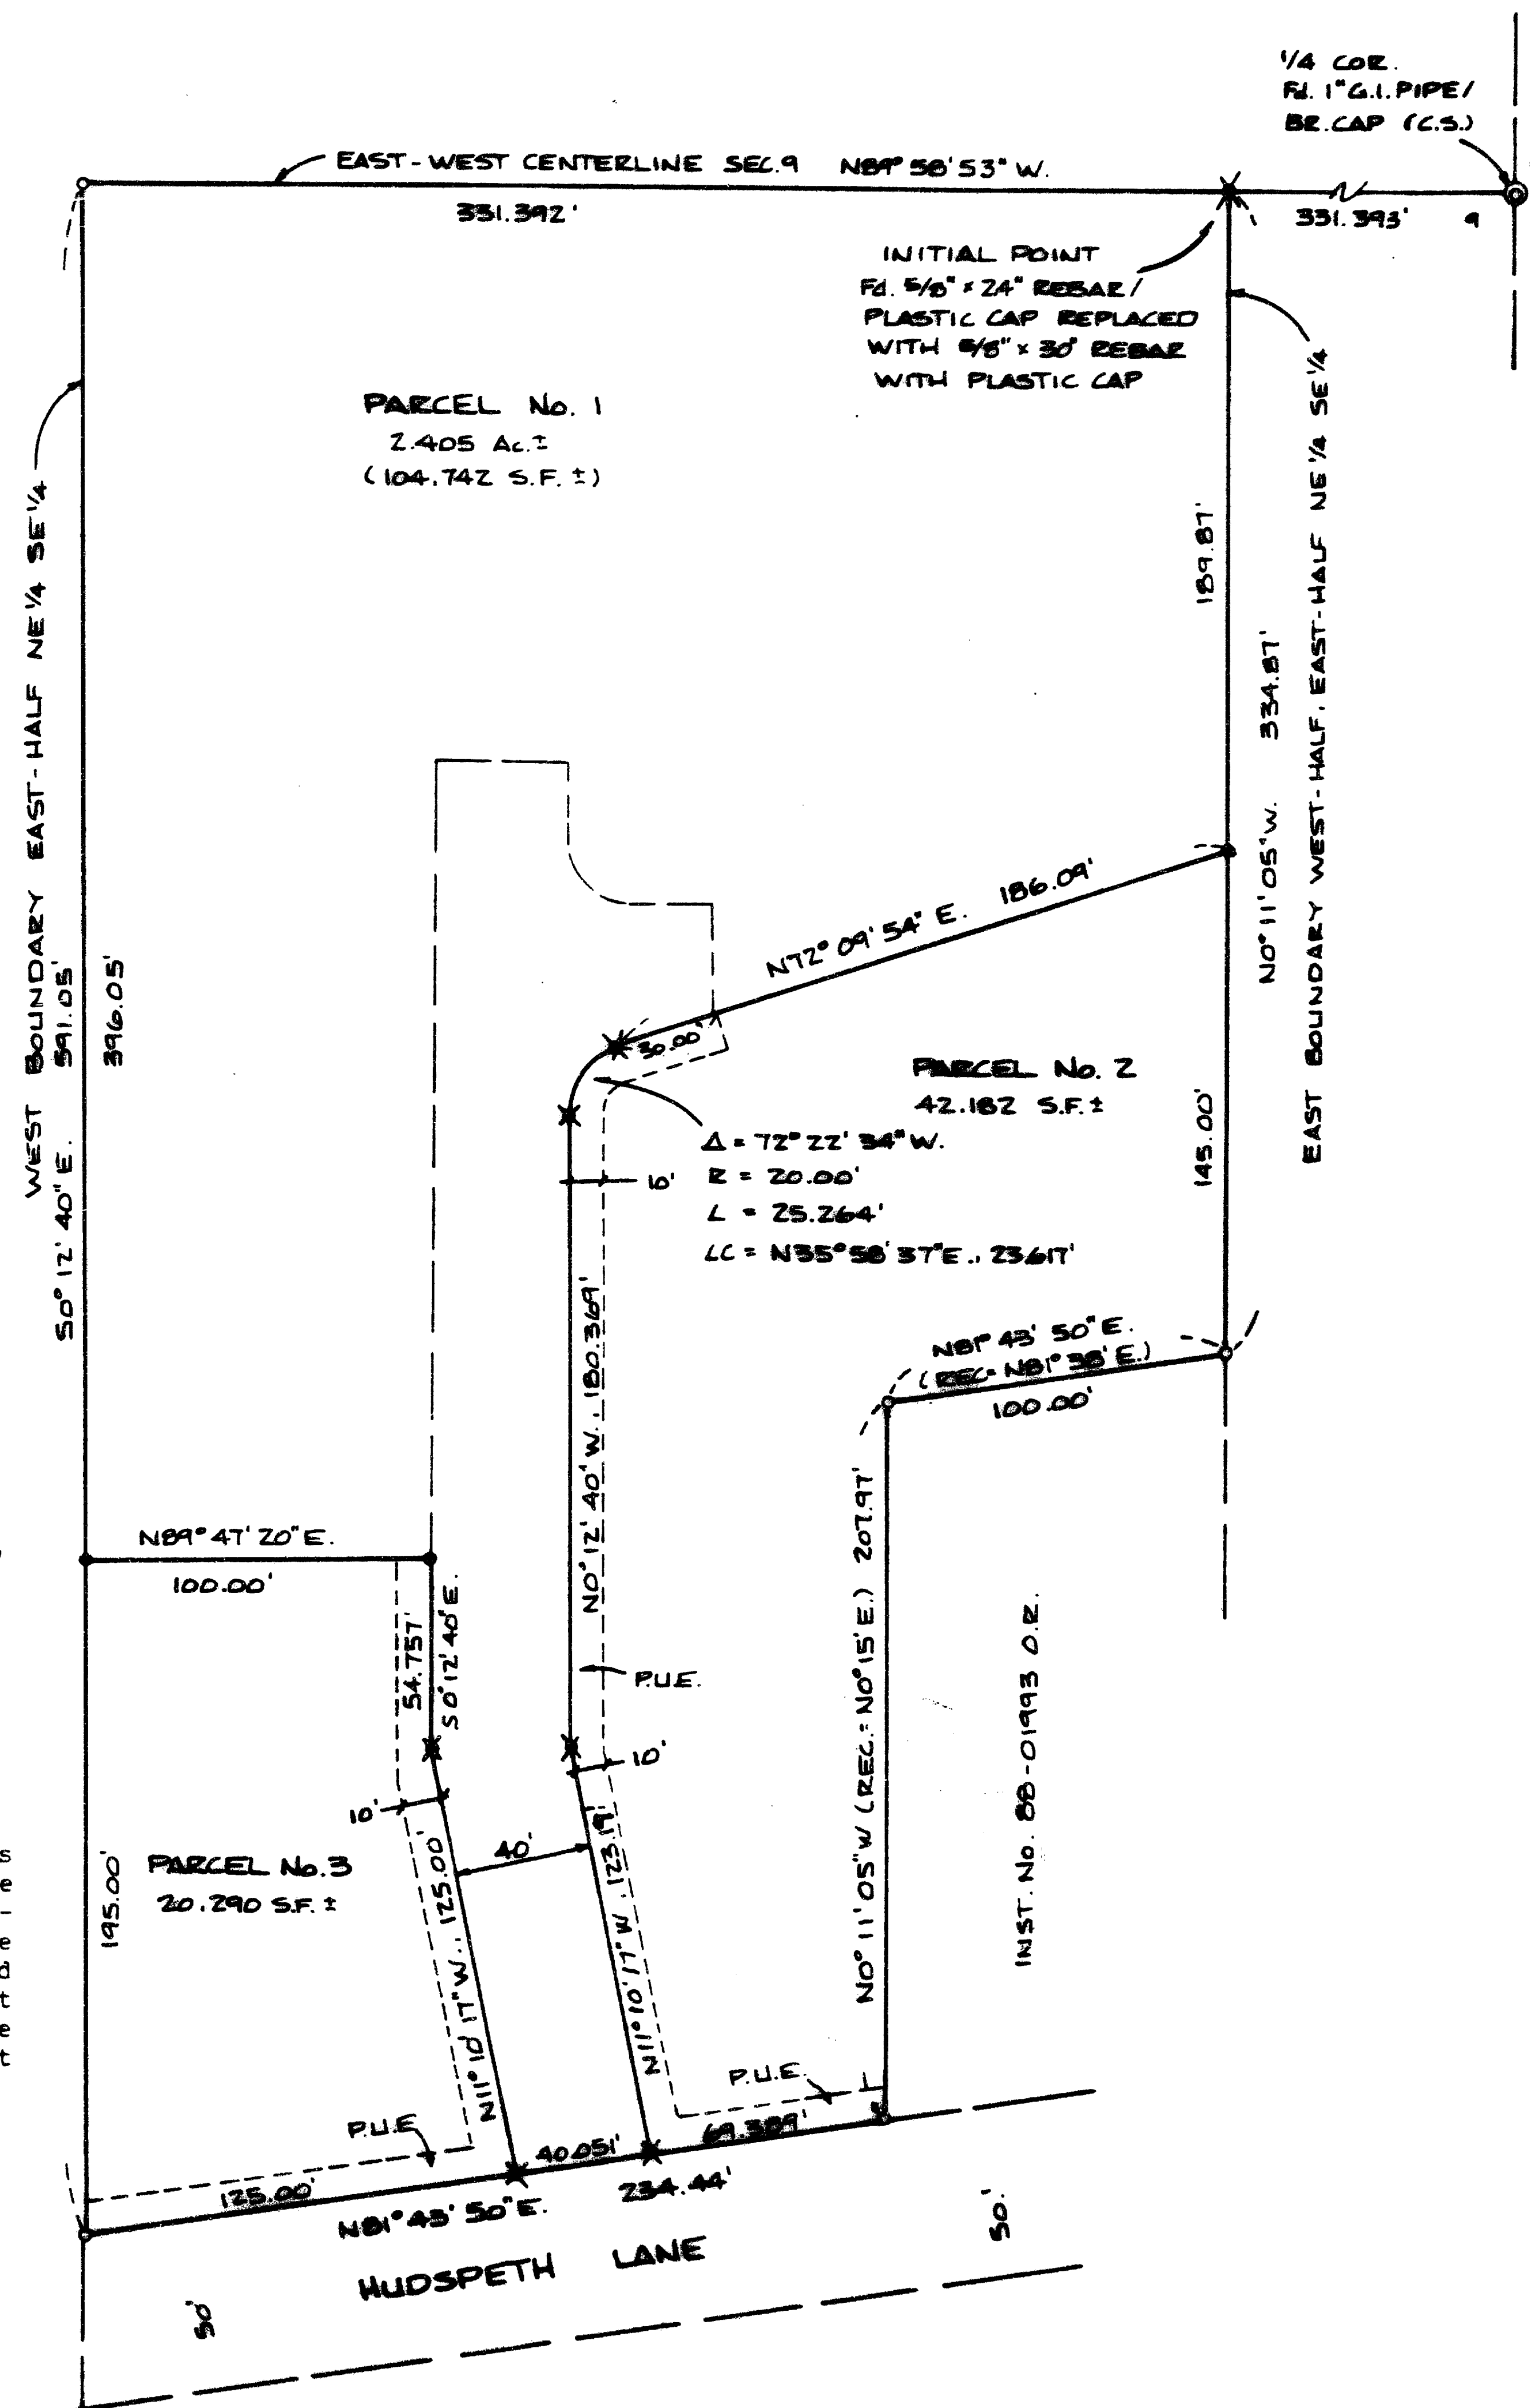 1/4 COR.
Fd. 1" G.I. PIPE/
BR. CAP (C.S.)
EAST-WEST CENTERLINE SEC. 9 N89° 58' 53" W.
331.392'
331.393' 9
INITIAL POINT
Fd. 5/8" x 24" REBAR/
PLASTIC CAP REPLACED
WITH 5/8" x 30" REBAR
WITH PLASTIC CAP
PARCEL No. 1
2.405 Ac.±
(104,742 S.F. ±)
WEST BOUNDARY EAST-HALF NE 1/4 SE 1/4
S0° 12' 40" E. 591.05'
396.05'
189.87'
N0° 11' 05" W. 334.87'
EAST BOUNDARY WEST-HALF, EAST-HALF NE 1/4 SE 1/4
N72° 09' 54" E. 186.09'
30.00'
PARCEL No. 2
42,182 S.F. ±
145.00'
Δ = 72° 22' 34" W.
R = 20.00'
L = 25.264'
LC = N35° 58' 37" E., 23.617'
10'
N0° 12' 40" W., 180.369'
N81° 43' 50" E.
(REC= N81° 38' E.)
100.00'
N89° 47' 20" E.
100.00'
54.757'
S0° 12' 40" E.
P.U.E.
10'
10'
40'
N0° 11' 05" W (REC.= N0° 15' E.) 207.97'
INST. No. 88-01993 O.R.
PARCEL No. 3
20,290 S.F. ±
195.00'
N11° 10' 17" W., 125.00'
N11° 10' 17" W., 123.19'
P.U.E.
P.U.E
125.00'
40.051'
69.389'
234.44'
N81° 43' 50" E.
HUDSPETH LANE
50'
50'
s
e
-
e
d
t
e
t